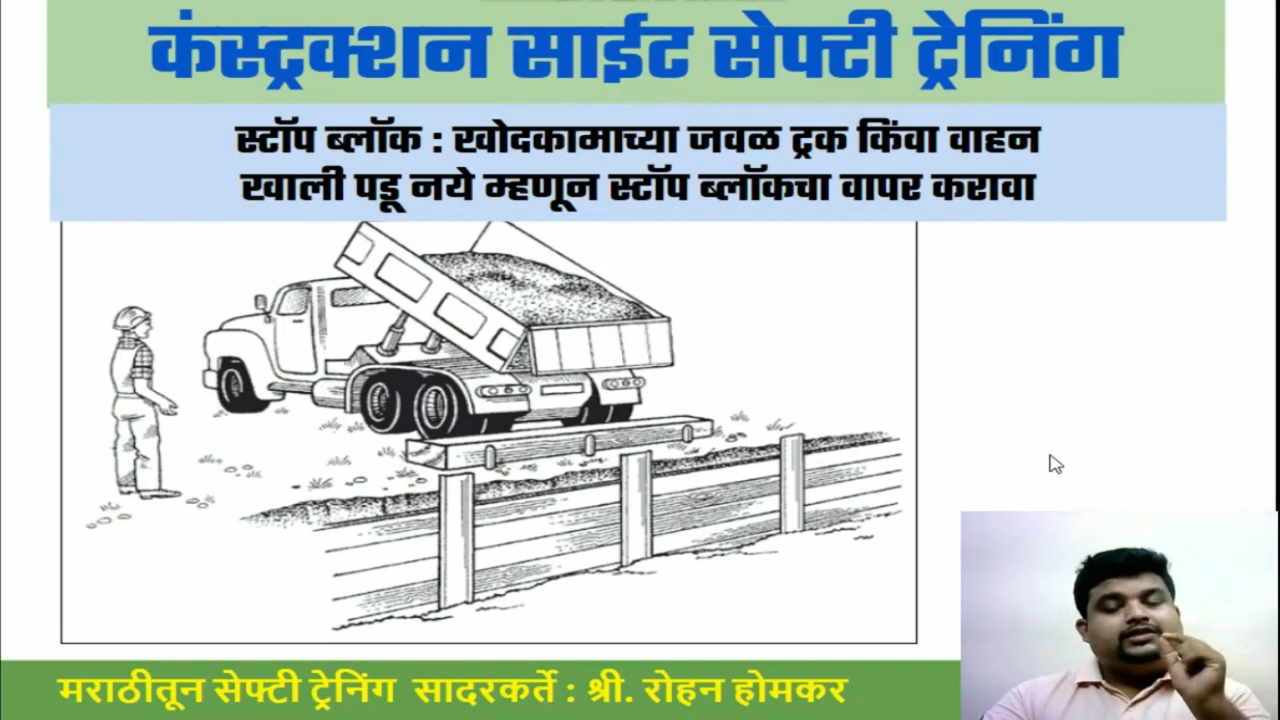 कंस्ट्रक्शन साईट सेफ्टी ट्रेनिंग
स्टॉप ब्लॉक : खोदकामाच्या जवळ ट्रक किंवा वाहन
खाली पडू नये म्हणून स्टॉप ब्लॉकचा वापर करावा
मराठीतून सेफ्टी ट्रेनिंग सादरकर्ते : श्री. रोहन होमकर